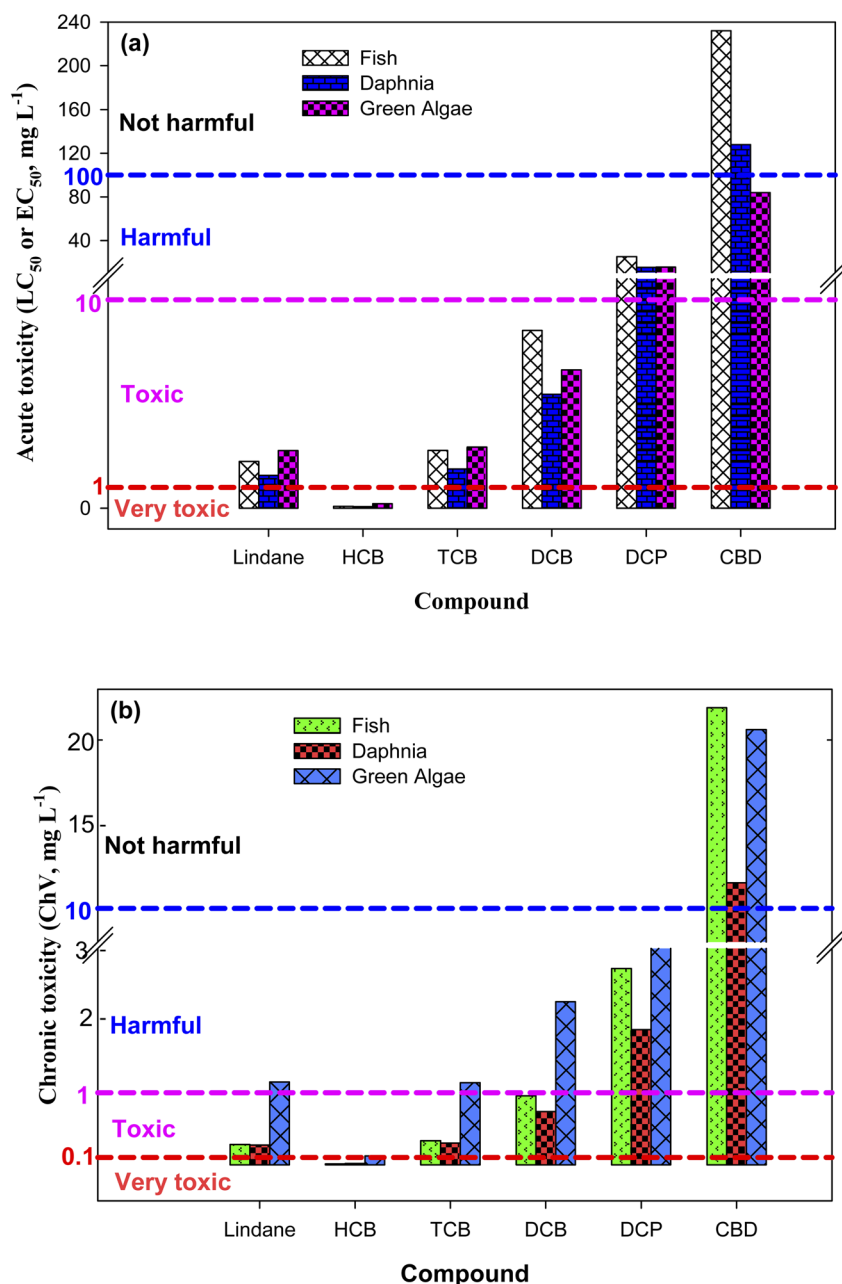 (a)
Fish
Daphnia
Green Algae
240
200
160
120
100
80
40
10
1
0
Not harmful
Harmful
Toxic
Very toxic
Acute toxicity (LC50 or EC50, mg L-1)
Lindane HCB TCB DCB DCP CBD
Compound
(b)
Fish
Daphnia
Green Algae
20
15
10
3
2
1
0.1
Not harmful
Harmful
Toxic
Very toxic
Chronic toxicity (ChV, mg L-1)
Lindane HCB TCB DCB DCP CBD
Compound